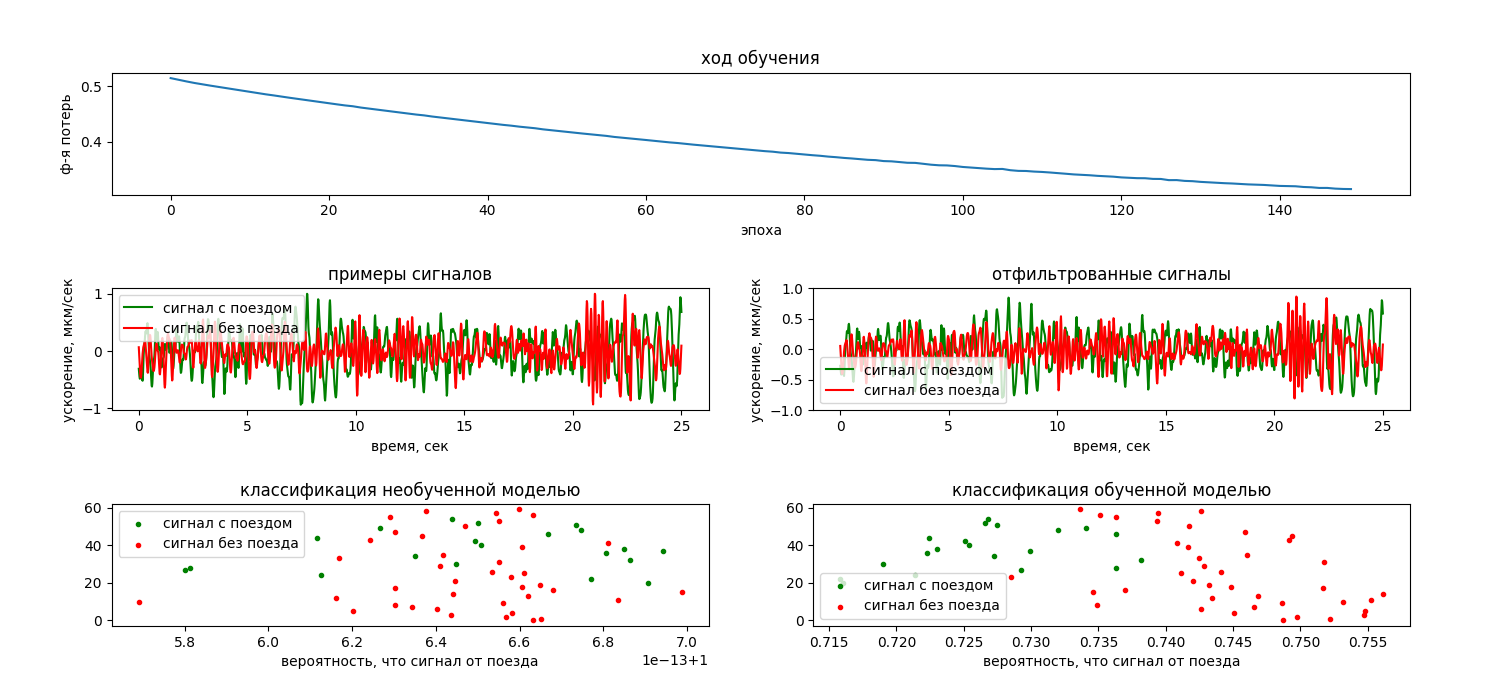 ход обучения
0.5
0.4
ф-я потерь
0 20 40 60 80 100 120 140
эпоха
примеры сигналов
1
0
−1
ускорение, мкм/сек
сигнал с поездом
сигнал без поезда
0 5 10 15 20 25
время, сек
отфильтрованные сигналы
1.0
0.5
0.0
−0.5
−1.0
ускорение, мкм/сек
сигнал с поездом
сигнал без поезда
0 5 10 15 20 25
время, сек
классификация необученной моделью
60
40
20
0
сигнал с поездом
сигнал без поезда
5.8 6.0 6.2 6.4 6.6 6.8 7.0
вероятность, что сигнал от поезда
1e−13+1
классификация обученной моделью
60
40
20
0
сигнал с поездом
сигнал без поезда
0.715 0.720 0.725 0.730 0.735 0.740 0.745 0.750 0.755
вероятность, что сигнал от поезда